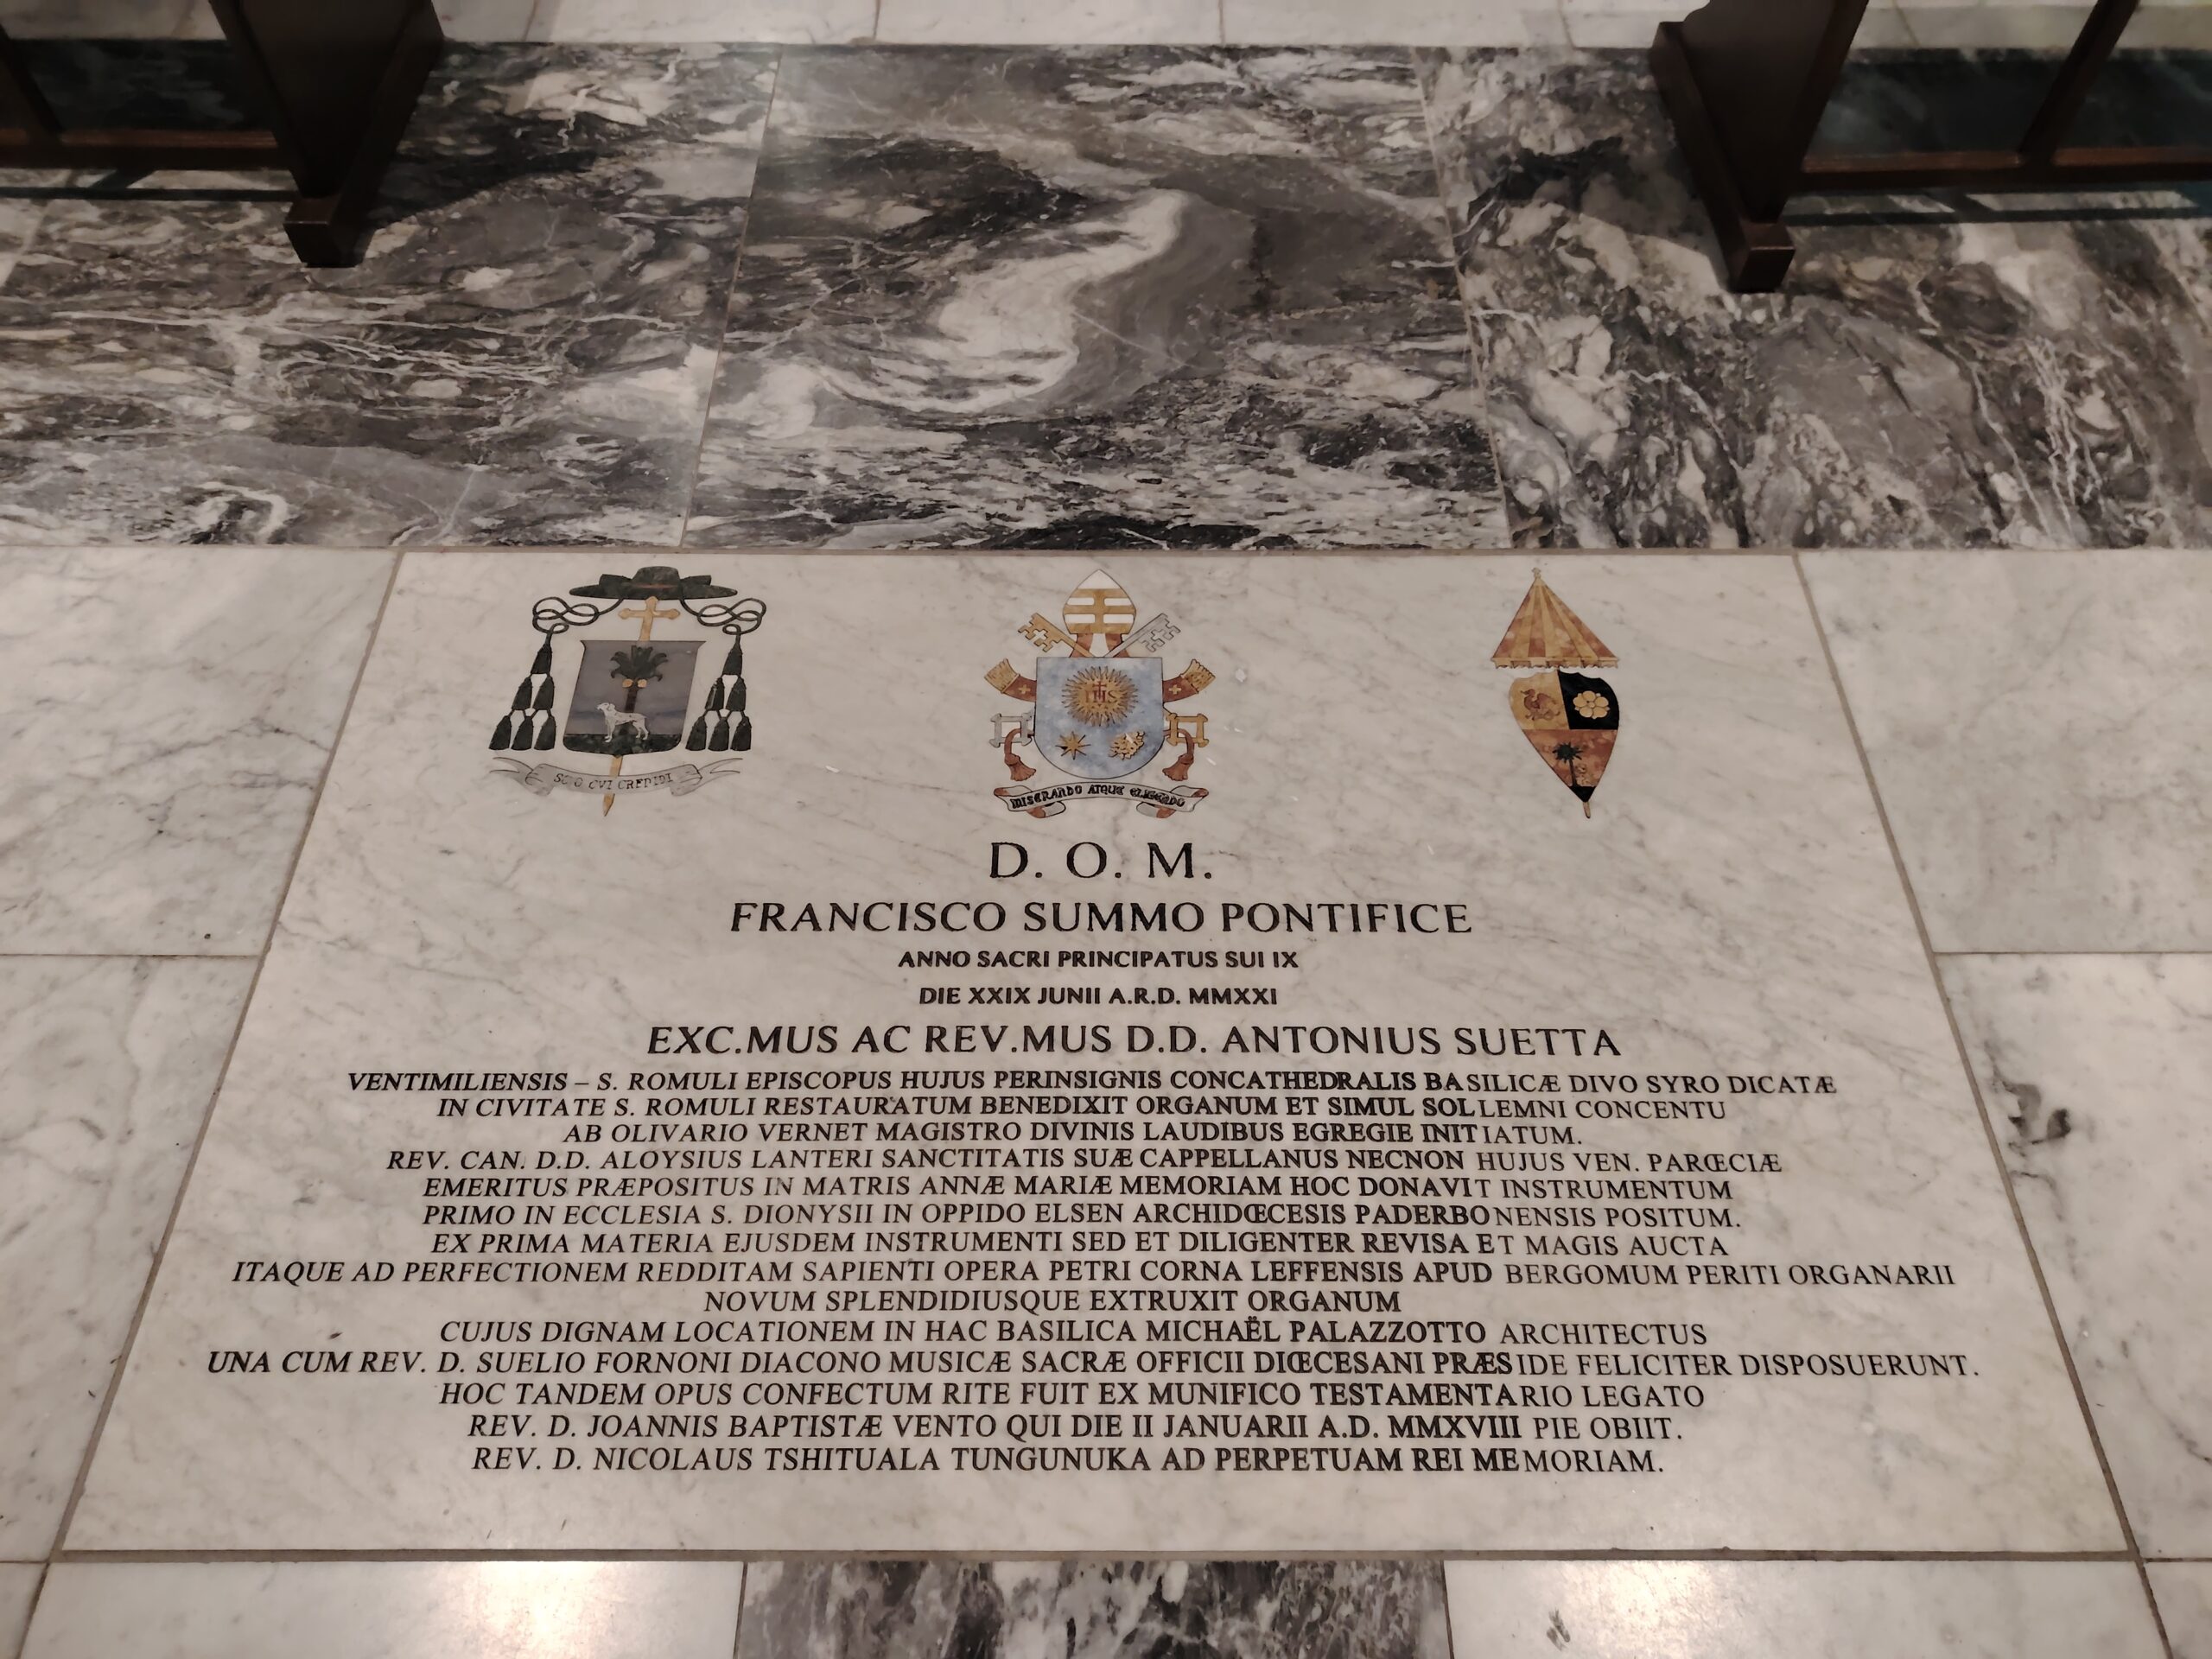 SCIO CVI CREDIDI
IHS
MISERANDO ATQUE ELIGENDO
D. O. M.
FRANCISCO SUMMO PONTIFICE
ANNO SACRI PRINCIPATUS SUI IX
DIE XXIX JUNII A.R.D. MMXXI
EXC.MUS AC REV.MUS D.D. ANTONIUS SUETTA
VENTIMILIENSIS – S. ROMULI EPISCOPUS HUJUS PERINSIGNIS CONCATHEDRALIS BASILICÆ DIVO SYRO DICATÆ
IN CIVITATE S. ROMULI RESTAURATUM BENEDIXIT ORGANUM ET SIMUL SOLLEMNI CONCENTU
AB OLIVARIO VERNET MAGISTRO DIVINIS LAUDIBUS EGREGIE INITIATUM.
REV. CAN. D.D. ALOYSIUS LANTERI SANCTITATIS SUÆ CAPPELLANUS NECNON HUJUS VEN. PARŒCIÆ
EMERITUS PRÆPOSITUS IN MATRIS ANNÆ MARIÆ MEMORIAM HOC DONAVIT INSTRUMENTUM
PRIMO IN ECCLESIA S. DIONYSII IN OPPIDO ELSEN ARCHIDŒCESIS PADERBONENSIS POSITUM.
EX PRIMA MATERIA EJUSDEM INSTRUMENTI SED ET DILIGENTER REVISA ET MAGIS AUCTA
ITAQUE AD PERFECTIONEM REDDITAM SAPIENTI OPERA PETRI CORNA LEFFENSIS APUD BERGOMUM PERITI ORGANARII
NOVUM SPLENDIDIUSQUE EXTRUXIT ORGANUM
CUJUS DIGNAM LOCATIONEM IN HAC BASILICA MICHAËL PALAZZOTTO ARCHITECTUS
UNA CUM REV. D. SUELIO FORNONI DIACONO MUSICÆ SACRÆ OFFICII DIŒCESANI PRÆSIDE FELICITER DISPOSUERUNT.
HOC TANDEM OPUS CONFECTUM RITE FUIT EX MUNIFICO TESTAMENTARIO LEGATO
REV. D. JOANNIS BAPTISTÆ VENTO QUI DIE II JANUARII A.D. MMXVIII PIE OBIIT.
REV. D. NICOLAUS TSHITUALA TUNGUNUKA AD PERPETUAM REI MEMORIAM.